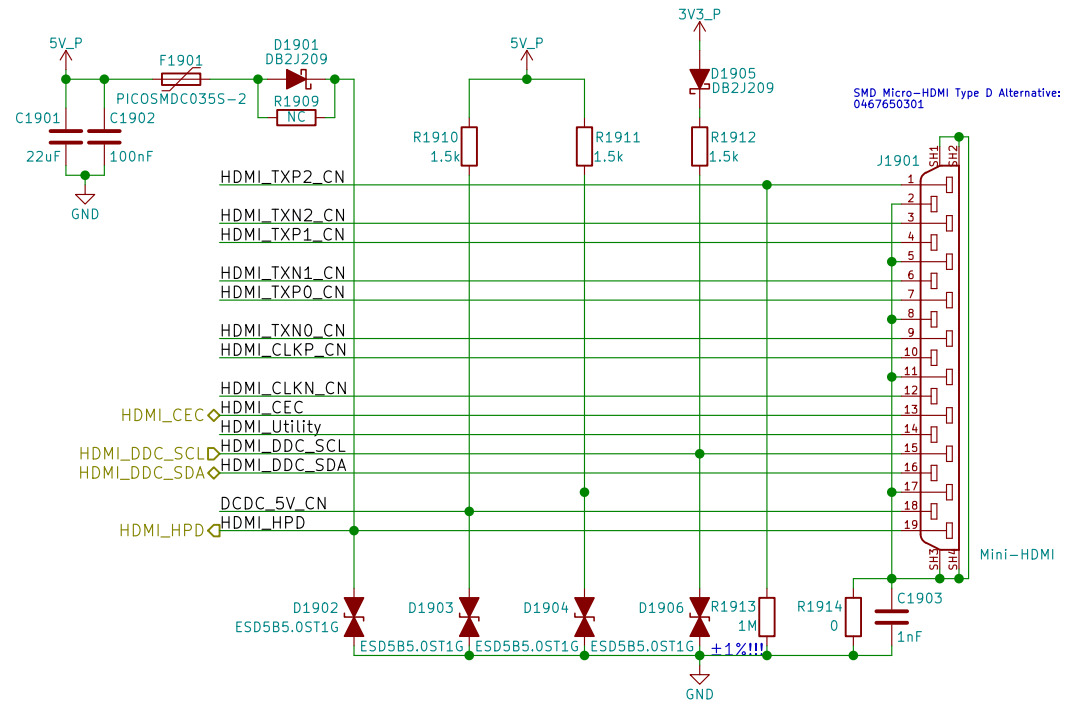 3V3_P
5V_P
D1901
DB2J209
5V_P
F1901
D1905
DB2J209
PICOSMDC035S-2
R1909
NC
SMD Micro-HDMI Type D Alternative:
0467650301
C1901
C1902
22uF
100nF
R1910
1.5k
R1911
1.5k
R1912
1.5k
GND
J1901
SH1
SH2
HDMI_TXP2_CN
1
2
HDMI_TXN2_CN
3
HDMI_TXP1_CN
4
5
HDMI_TXN1_CN
6
HDMI_TXP0_CN
7
8
HDMI_TXN0_CN
9
HDMI_CLKP_CN
10
11
HDMI_CLKN_CN
12
HDMI_CEC
HDMI_CEC
13
HDMI_Utility
14
HDMI_DDC_SCL
HDMI_DDC_SCL
15
HDMI_DDC_SDA
HDMI_DDC_SDA
16
17
DCDC_5V_CN
18
HDMI_HPD
HDMI_HPD
19
SH3
SH4
Mini-HDMI
D1902
ESD5B5.0ST1G
D1903
ESD5B5.0ST1G
D1904
ESD5B5.0ST1G
D1906
ESD5B5.0ST1G
R1913
1M
±1%!!!
R1914
0
C1903
1nF
GND